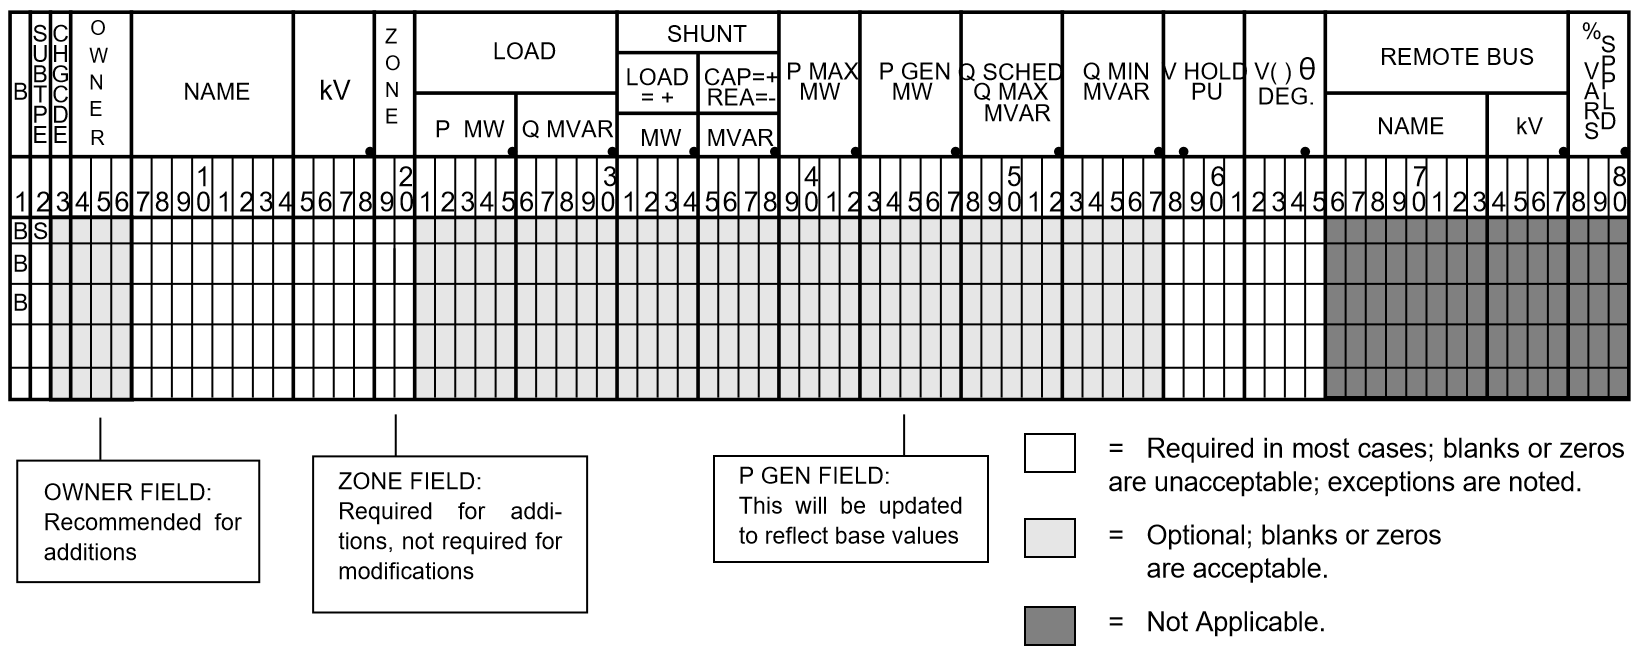 B
SUBTPE
CHGCDE
OWNER
NAME
kV
ZONE
LOAD
P MW
Q MVAR
SHUNT
LOAD
= +
MW
CAP=+
REA=-
MVAR
P MAX
MW
P GEN
MW
Q SCHED
Q MAX
MVAR
Q MIN
MVAR
V HOLD
PU
V( ) θ
DEG.
REMOTE BUS
NAME
kV
% VARS
SPPLD
1 2 3 4 5 6 7 8 9 10 1 2 3 4 5 6 7 8 9 20 1 2 3 4 5 6 7 8 9 30 1 2 3 4 5 6 7 8 9 40 1 2 3 4 5 6 7 8 9 50 1 2 3 4 5 6 7 8 9 60 1 2 3 4 5 6 7 8 9 70 1 2 3 4 5 6 7 8 9 80
B S
B
B
OWNER FIELD:
Recommended for
additions
ZONE FIELD:
Required for addi-
tions, not required for
modifications
P GEN FIELD:
This will be updated
to reflect base values
= Required in most cases; blanks or zeros
are unacceptable; exceptions are noted.
= Optional; blanks or zeros
are acceptable.
= Not Applicable.